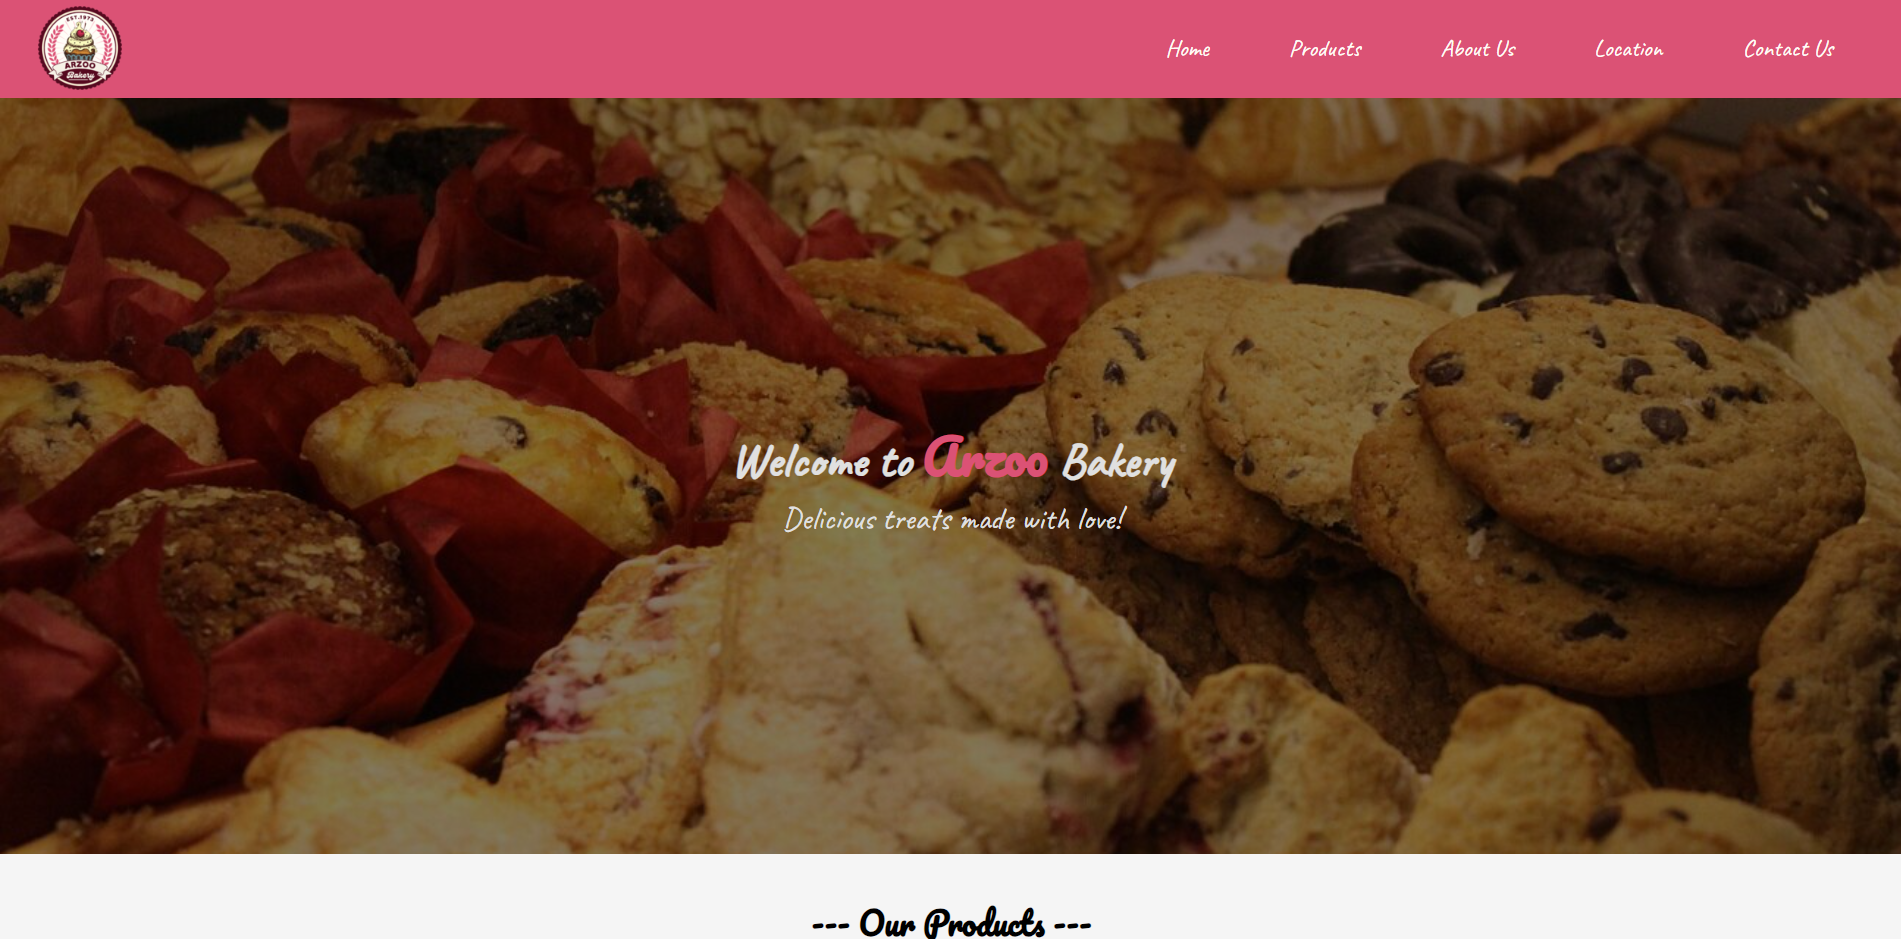 EST.1973
ARZOO
Bakery
Home Products About Us Location Contact Us
Welcome to Arzoo Bakery
Delicious treats made with love!
--- Our Products ---